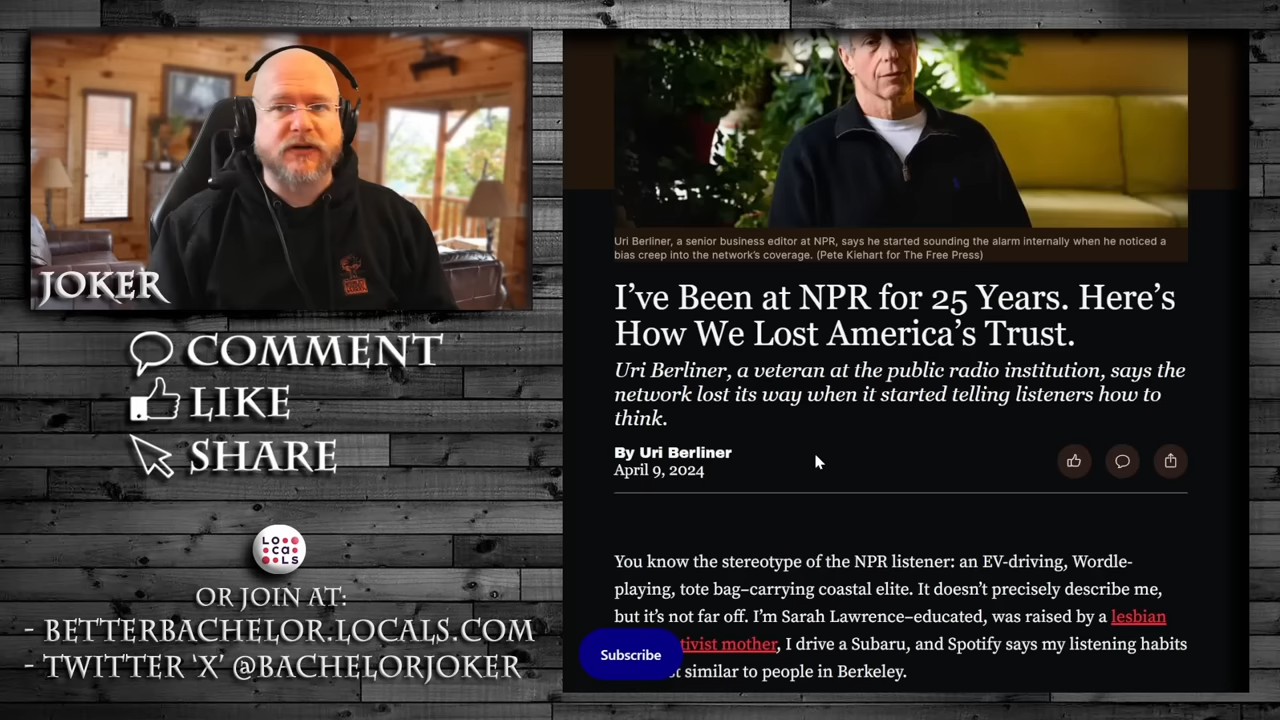 JOKER
COMMENT
LIKE
SHARE
LOcaLS
OR JOIN AT:
- BETTERBACHELOR.LOCALS.COM
- TWITTER 'X' @BACHELORJOKER
Uri Berliner, a senior business editor at NPR, says he started sounding the alarm internally when he noticed a
bias creep into the network's coverage. (Pete Kiehart for The Free Press)
I've Been at NPR for 25 Years. Here's
How We Lost America's Trust.
Uri Berliner, a veteran at the public radio institution, says the
network lost its way when it started telling listeners how to
think.
By Uri Berliner
April 9, 2024
You know the stereotype of the NPR listener: an EV-driving, Wordle-
playing, tote bag–carrying coastal elite. It doesn't precisely describe me,
but it's not far off. I'm Sarah Lawrence–educated, was raised by a lesbian
mother, I drive a Subaru, and Spotify says my listening habits
similar to people in Berkeley.
Subscribe